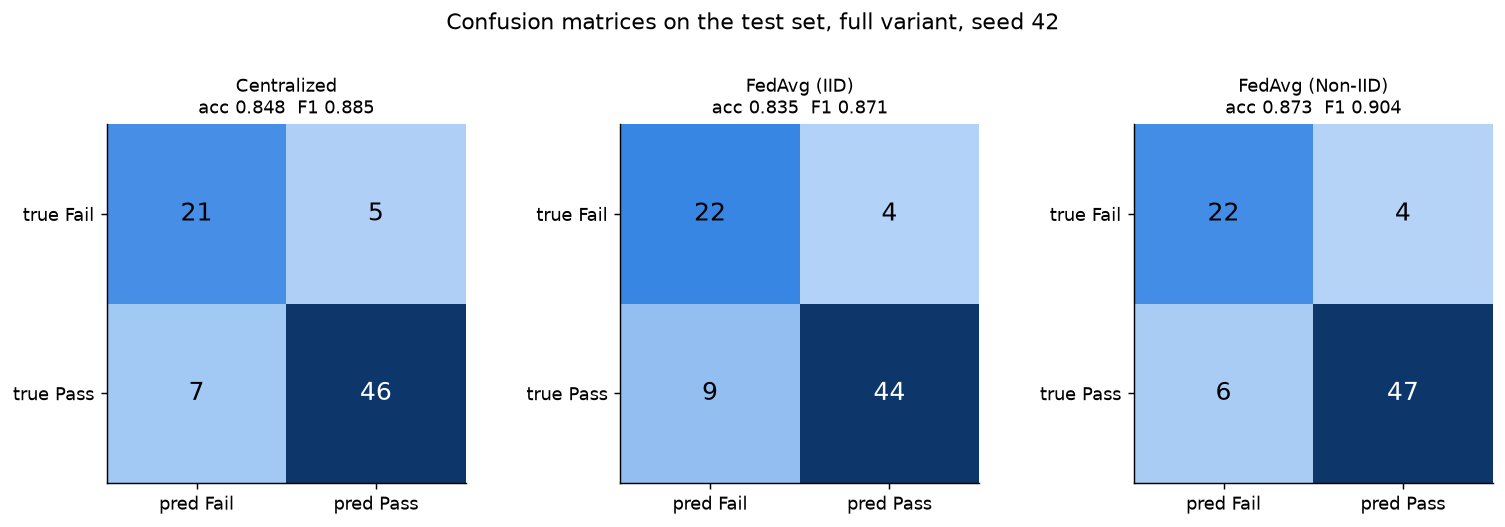 Confusion matrices on the test set, full variant, seed 42
Centralized
acc 0.848  F1 0.885
true Fail
21
5
true Pass
7
46
pred Fail
pred Pass
FedAvg (IID)
acc 0.835  F1 0.871
true Fail
22
4
true Pass
9
44
pred Fail
pred Pass
FedAvg (Non-IID)
acc 0.873  F1 0.904
true Fail
22
4
true Pass
6
47
pred Fail
pred Pass